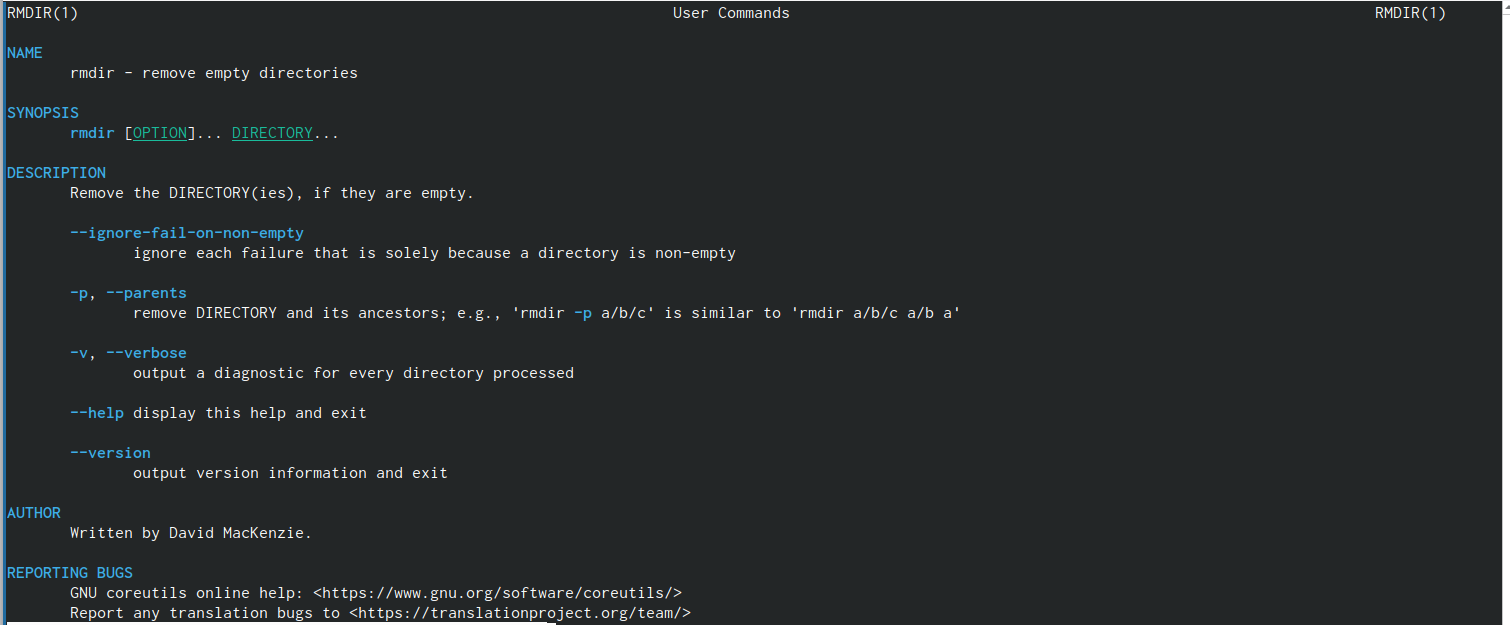 RMDIR(1) User Commands RMDIR(1)
NAME
rmdir - remove empty directories
SYNOPSIS
rmdir [OPTION]... DIRECTORY...
DESCRIPTION
Remove the DIRECTORY(ies), if they are empty.
--ignore-fail-on-non-empty
ignore each failure that is solely because a directory is non-empty
-p, --parents
remove DIRECTORY and its ancestors; e.g., 'rmdir -p a/b/c' is similar to 'rmdir a/b/c a/b a'
-v, --verbose
output a diagnostic for every directory processed
--help display this help and exit
--version
output version information and exit
AUTHOR
Written by David MacKenzie.
REPORTING BUGS
GNU coreutils online help: <https://www.gnu.org/software/coreutils/>
Report any translation bugs to <https://translationproject.org/team/>